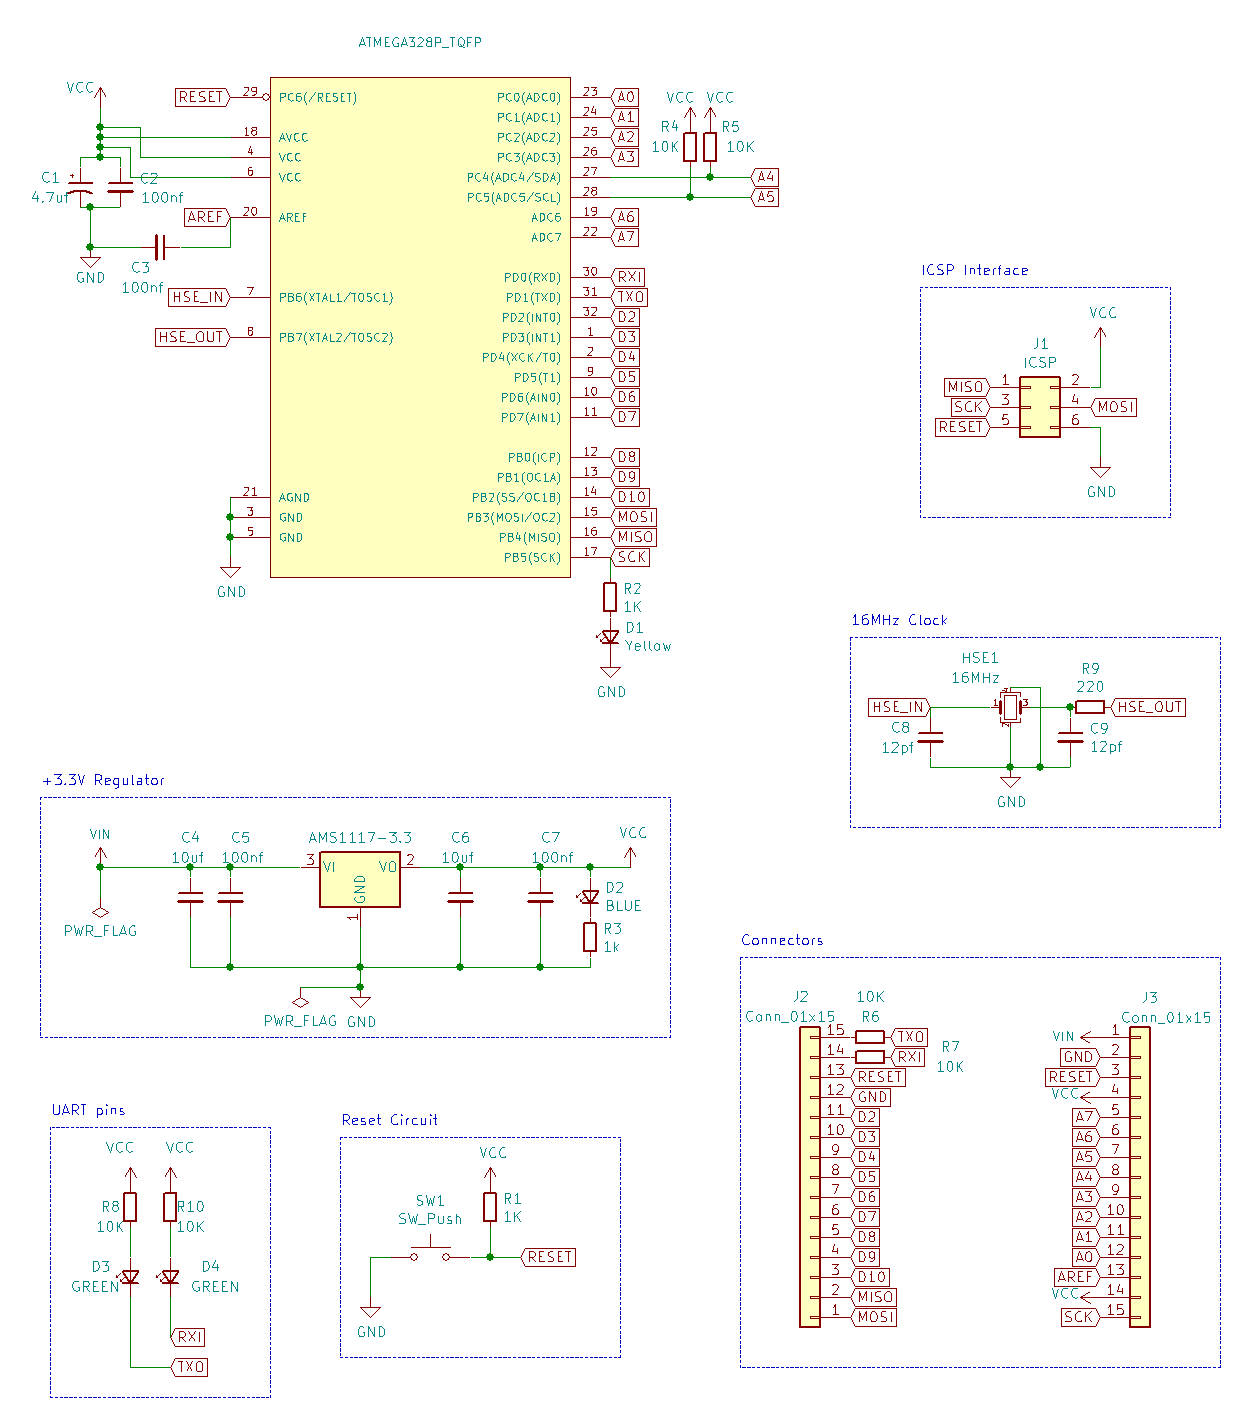 ATMEGA328P_TQFP
VCC
C1
4.7uf
C2
100nf
GND
C3
100nf
RESET
AREF
HSE_IN
HSE_OUT
29 PC6(/RESET)
18 AVCC
4 VCC
6 VCC
20 AREF
7 PB6(XTAL1/TOSC1)
8 PB7(XTAL2/TOSC2)
21 AGND
3 GND
5 GND
GND
PC0(ADC0) 23 A0
PC1(ADC1) 24 A1
PC2(ADC2) 25 A2
PC3(ADC3) 26 A3
PC4(ADC4/SDA) 27 A4
PC5(ADC5/SCL) 28 A5
ADC6 19 A6
ADC7 22 A7
PD0(RXD) 30 RXI
PD1(TXD) 31 TXO
PD2(INT0) 32 D2
PD3(INT1) 1 D3
PD4(XCK/T0) 2 D4
PD5(T1) 9 D5
PD6(AIN0) 10 D6
PD7(AIN1) 11 D7
PB0(ICP) 12 D8
PB1(OC1A) 13 D9
PB2(SS/OC1B) 14 D10
PB3(MOSI/OC2) 15 MOSI
PB4(MISO) 16 MISO
PB5(SCK) 17 SCK
VCC VCC
R4 R5
10K 10K
R2
1K
D1
Yellow
GND
ICSP Interface
VCC
J1
ICSP
MISO 1 2
SCK 3 4 MOSI
RESET 5 6
GND
16MHz Clock
HSE1
16MHz
R9
220
HSE_IN 1 4 2 3 HSE_OUT
C8
12pf
C9
12pf
GND
+3.3V Regulator
VIN
C4
10uf
C5
100nf
AMS1117-3.3
3 VI VO 2
GND
1
C6
10uf
C7
100nf
VCC
D2
BLUE
R3
1k
PWR_FLAG
PWR_FLAG GND
Connectors
J2
Conn_01x15
10K
R6
15 TXO
14 RXI
R7
10K
13 RESET
12 GND
11 D2
10 D3
9 D4
8 D5
7 D6
6 D7
5 D8
4 D9
3 D10
2 MISO
1 MOSI
J3
Conn_01x15
VIN 1
GND 2
RESET 3
VCC 4
A7 5
A6 6
A5 7
A4 8
A3 9
A2 10
A1 11
A0 12
AREF 13
VCC 14
SCK 15
UART pins
VCC VCC
R8 R10
10K 10K
D3 D4
GREEN GREEN
RXI
TXO
Reset Circuit
VCC
SW1
SW_Push
R1
1K
RESET
GND